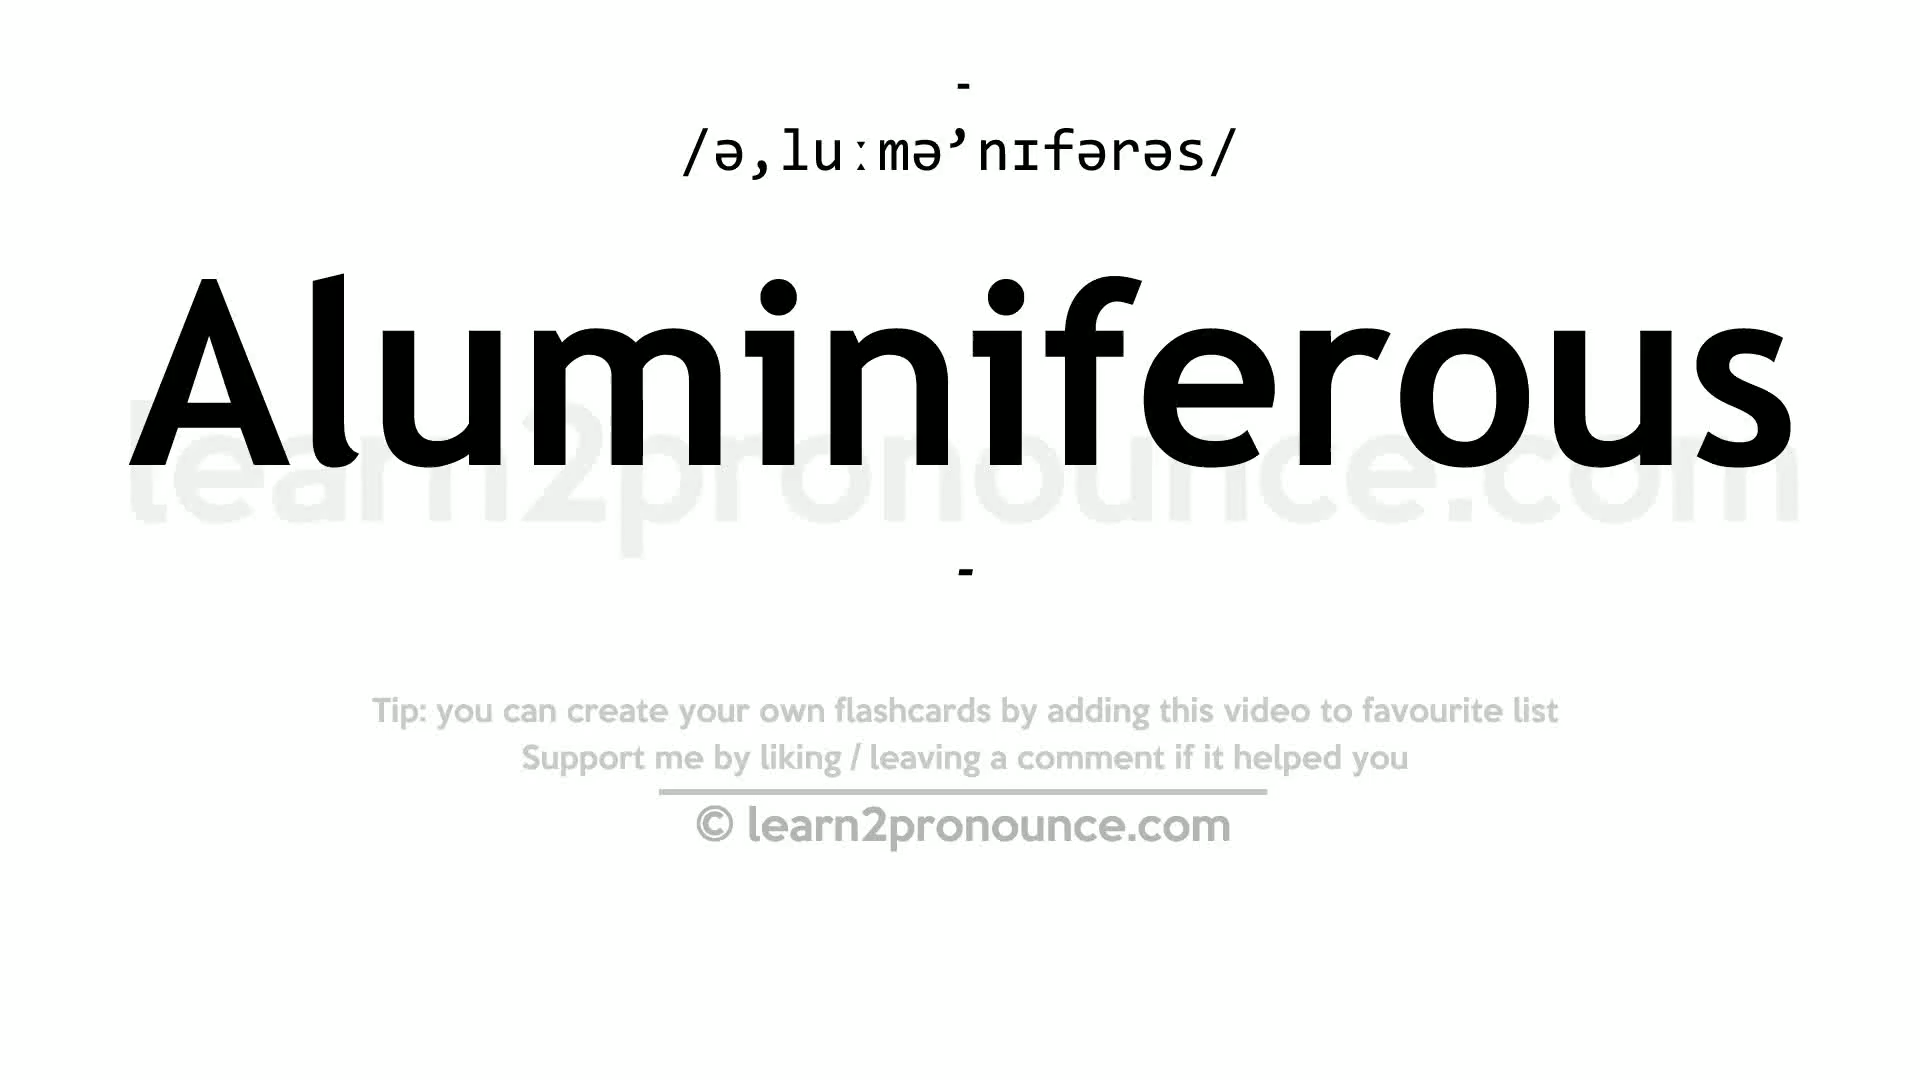 -
/ə,luːmə’nɪfərəs/
Aluminiferous
learn2pronounce.com
-
Tip: you can create your own flashcards by adding this video to favourite list
Support me by liking / leaving a comment if it helped you
© learn2pronounce.com